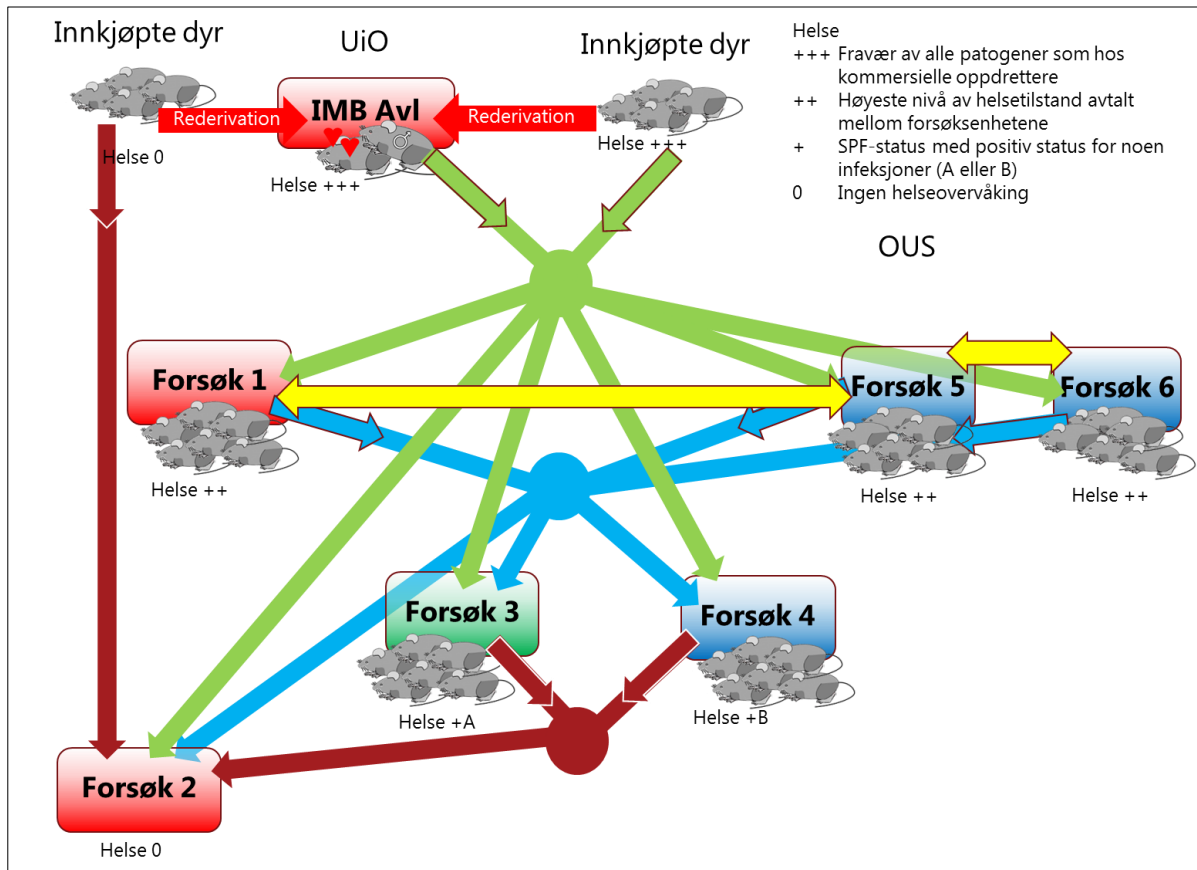 Innkjøpte dyr
UiO
Innkjøpte dyr
Helse
+++ Fravær av alle patogener som hos
kommersielle oppdrettere
++ Høyeste nivå av helsetilstand avtalt
mellom forsøksenhetene
+ SPF-status med positiv status for noen
infeksjoner (A eller B)
0 Ingen helseovervåking
IMB Avl
Rederivation
Rederivation
Helse 0
Helse +++
Helse +++
OUS
Forsøk 1
Forsøk 5
Forsøk 6
Helse ++
Helse ++
Helse ++
Forsøk 3
Forsøk 4
Helse +A
Helse +B
Forsøk 2
Helse 0